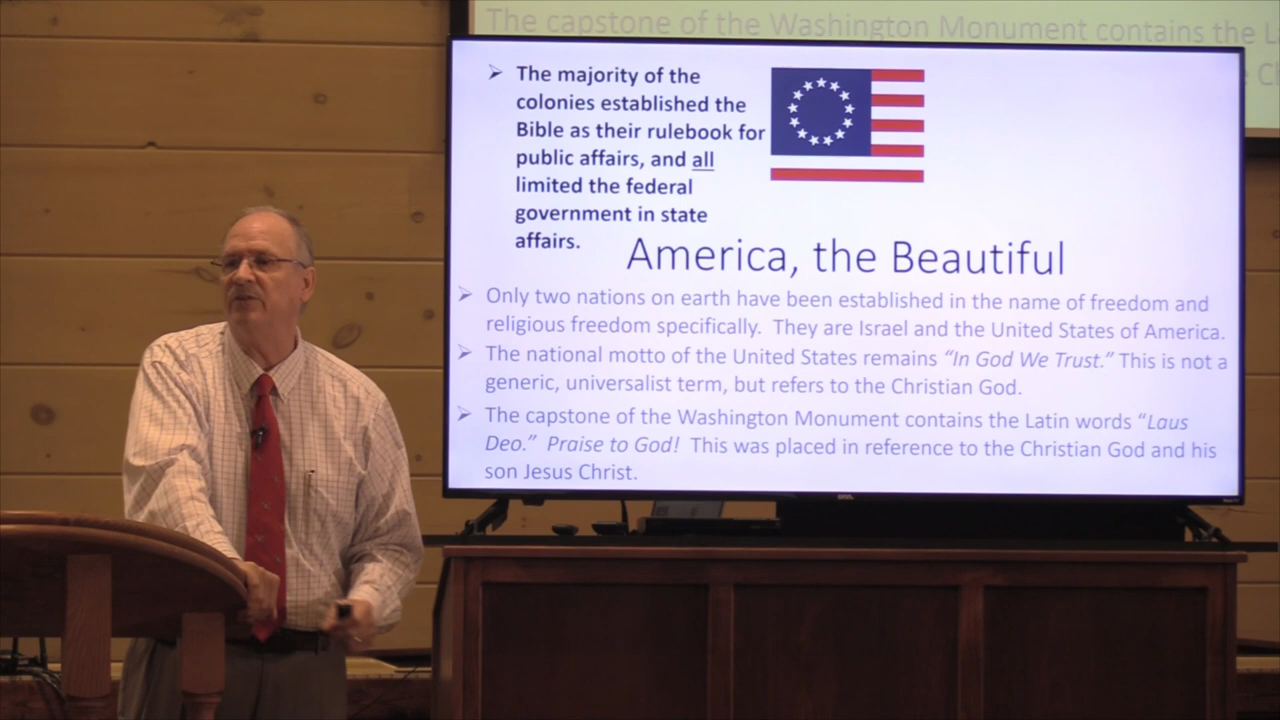 The capstone of the Washington Monument contains the
➢ The majority of the
colonies established the
Bible as their rulebook for
public affairs, and all
limited the federal
government in state
affairs.
America, the Beautiful
➢ Only two nations on earth have been established in the name of freedom and
religious freedom specifically. They are Israel and the United States of America.
➢ The national motto of the United States remains “In God We Trust.” This is not a
generic, universalist term, but refers to the Christian God.
➢ The capstone of the Washington Monument contains the Latin words “Laus
Deo.” Praise to God! This was placed in reference to the Christian God and his
son Jesus Christ.